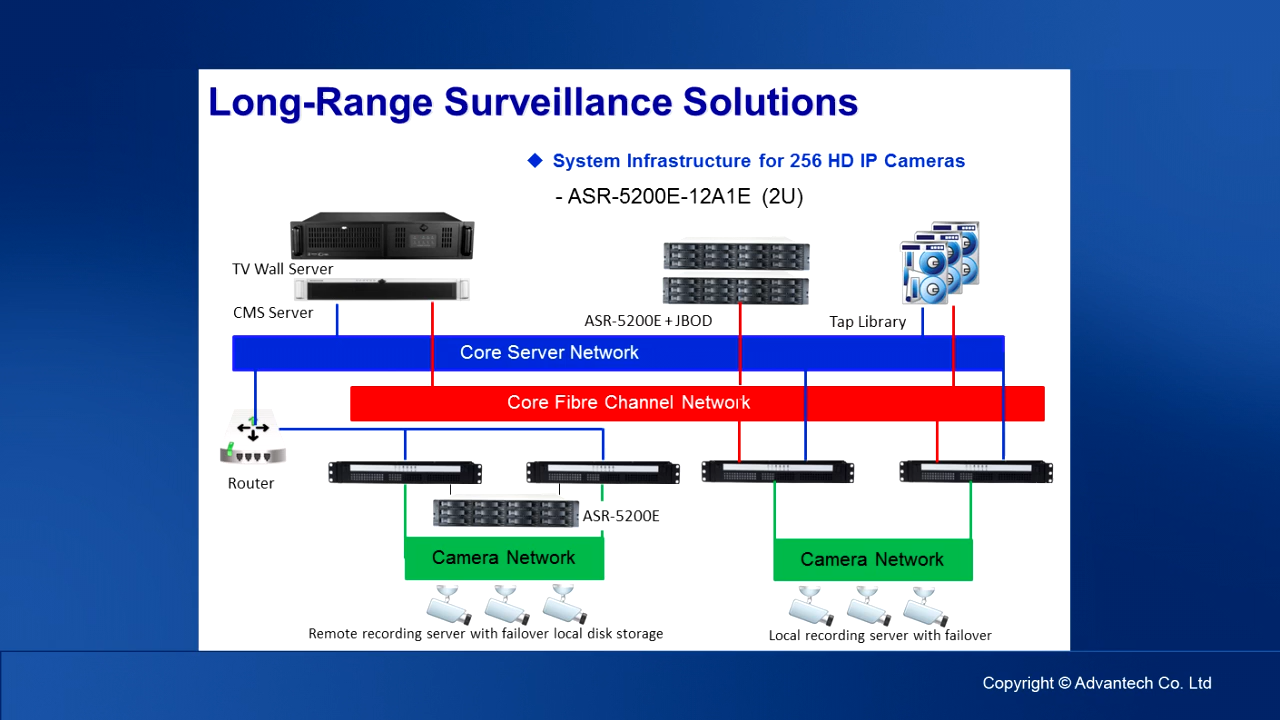 Long-Range Surveillance Solutions
◆ System Infrastructure for 256 HD IP Cameras
- ASR-5200E-12A1E (2U)
TV Wall Server
CMS Server
ASR-5200E + JBOD
Tap Library
Core Server Network
Core Fibre Channel Network
Router
ASR-5200E
Camera Network
Camera Network
Remote recording server with failover local disk storage
Local recording server with failover
Copyright © Advantech Co. Ltd